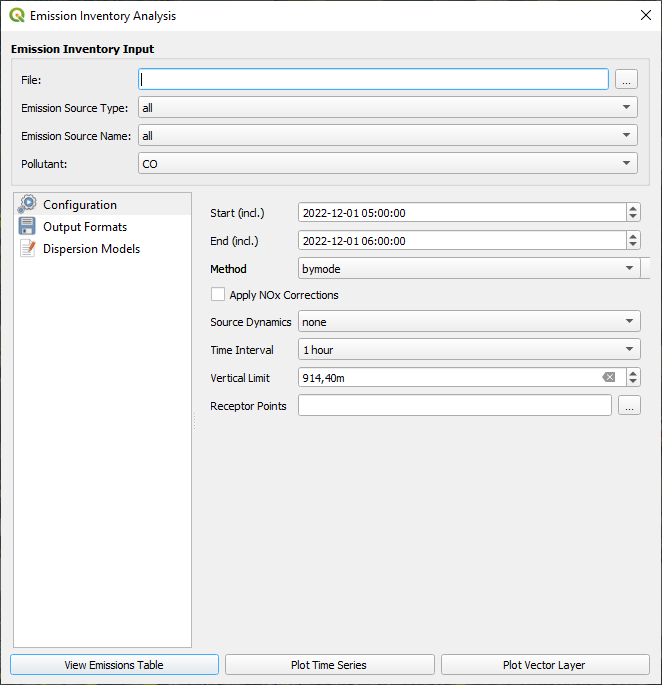 Emission Inventory Analysis
Emission Inventory Input
File:
...
Emission Source Type: all
Emission Source Name: all
Pollutant: CO
Configuration
Output Formats
Dispersion Models
Start (incl.) 2022-12-01 05:00:00
End (incl.) 2022-12-01 06:00:00
Method bymode
Apply NOx Corrections
Source Dynamics none
Time Interval 1 hour
Vertical Limit 914,40m
Receptor Points ...
View Emissions Table Plot Time Series Plot Vector Layer